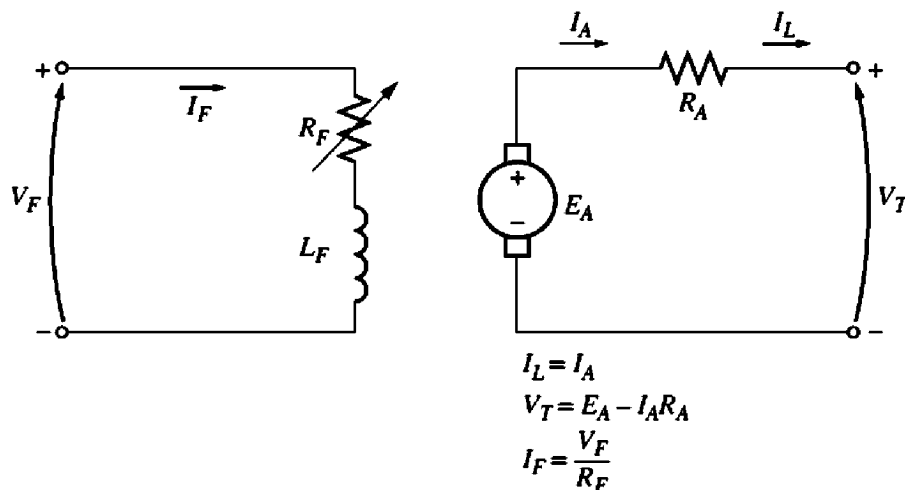 I_A
I_L
+
+
I_F
R_F
R_A
V_F
+
−
E_A
V_T
L_F
−
−
I_L = I_A
V_T = E_A − I_A R_A
I_F = V_F / R_F